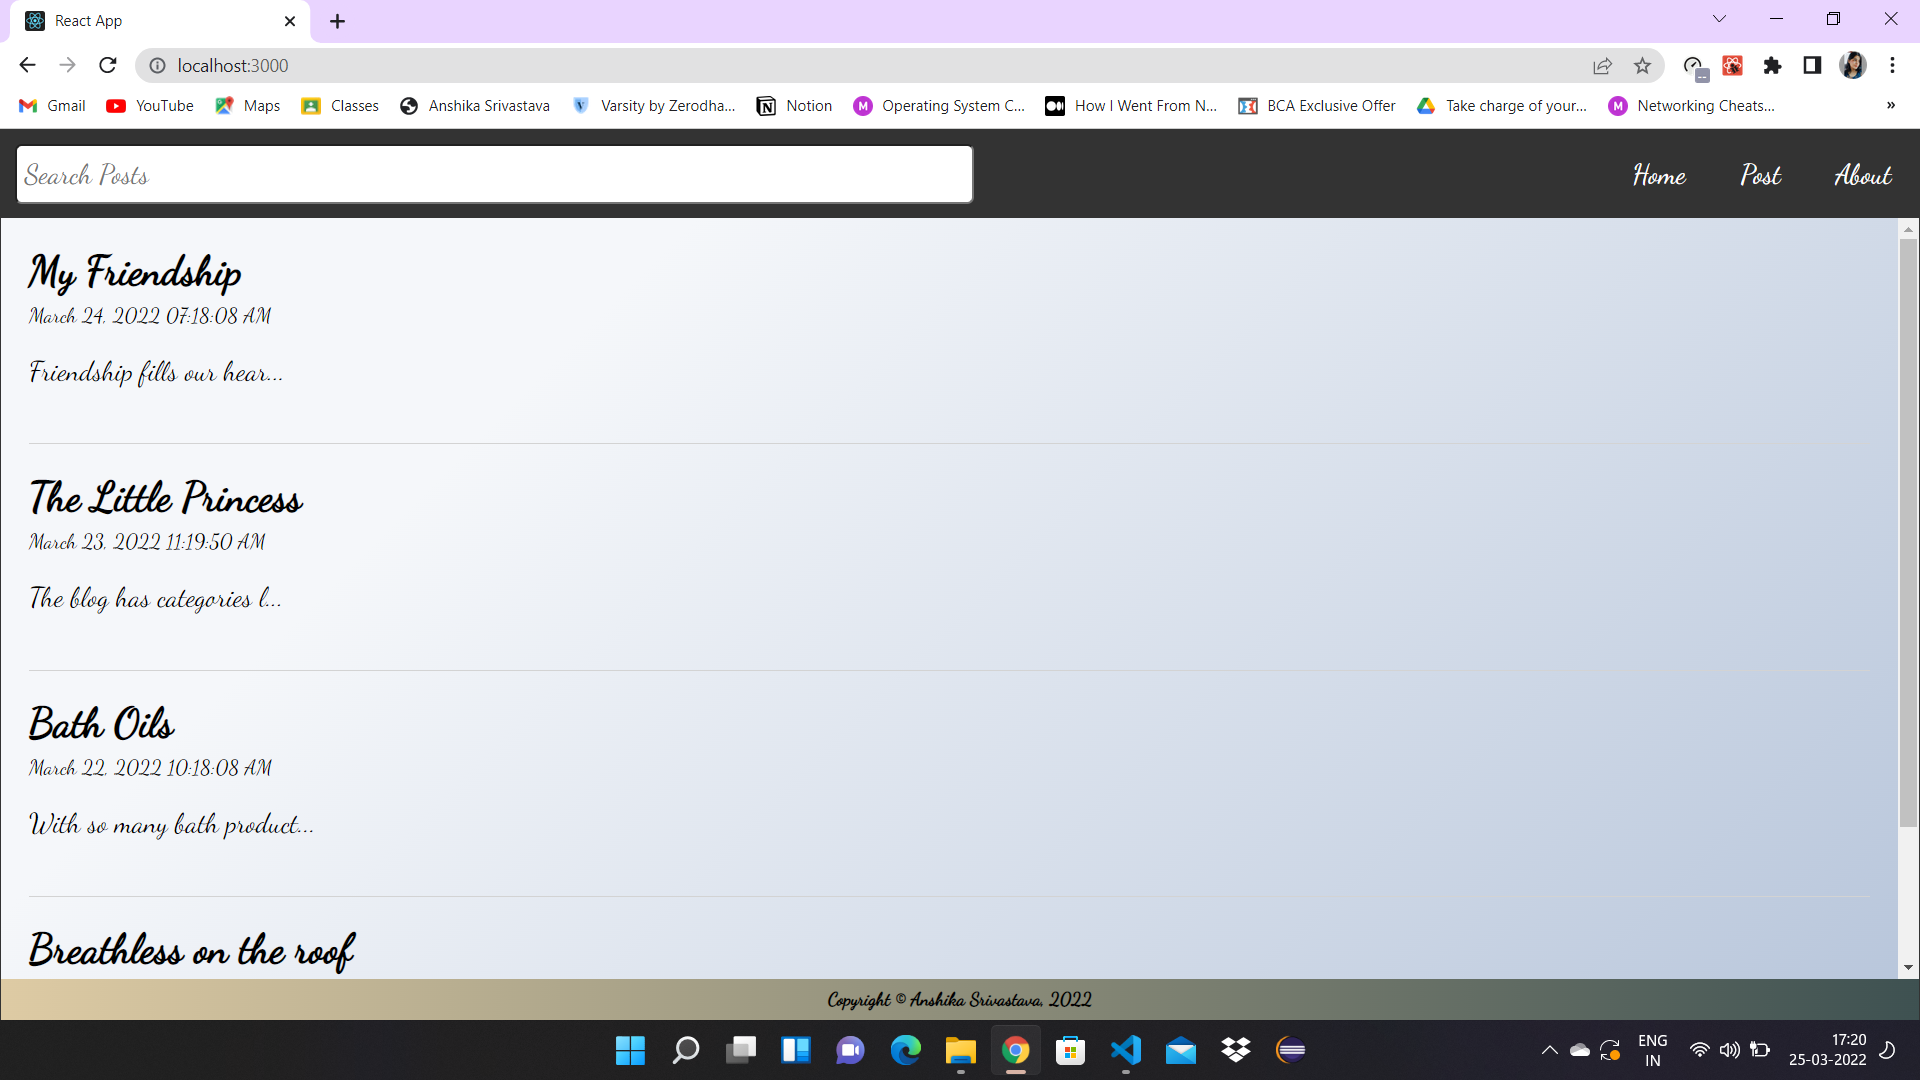 React App
localhost:3000
Gmail YouTube Maps Classes Anshika Srivastava Varsity by Zerodha... Notion Operating System C... How I Went From N... BCA Exclusive Offer Take charge of your... Networking Cheats... »
Search Posts Home Post About
My Friendship
March 24, 2022 07:18:08 AM
Friendship fills our hear...
The Little Princess
March 23, 2022 11:19:50 AM
The blog has categories l...
Bath Oils
March 22, 2022 10:18:08 AM
With so many bath product...
Breathless on the roof
Copyright © Anshika Srivastava, 2022
ENG 17:20
IN 25-03-2022